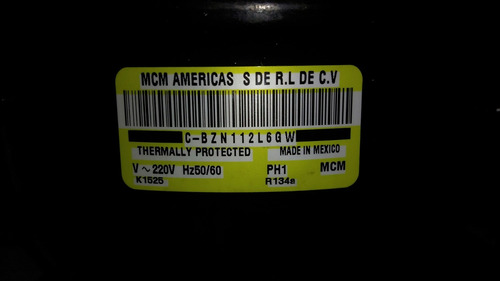 MCM AMERICAS S DE R.L DE C.V
C-BZN112L6GW
THERMALLY PROTECTED MADE IN MEXICO
V ~ 220V Hz50/60 PH1 MCM
K1525 R134a